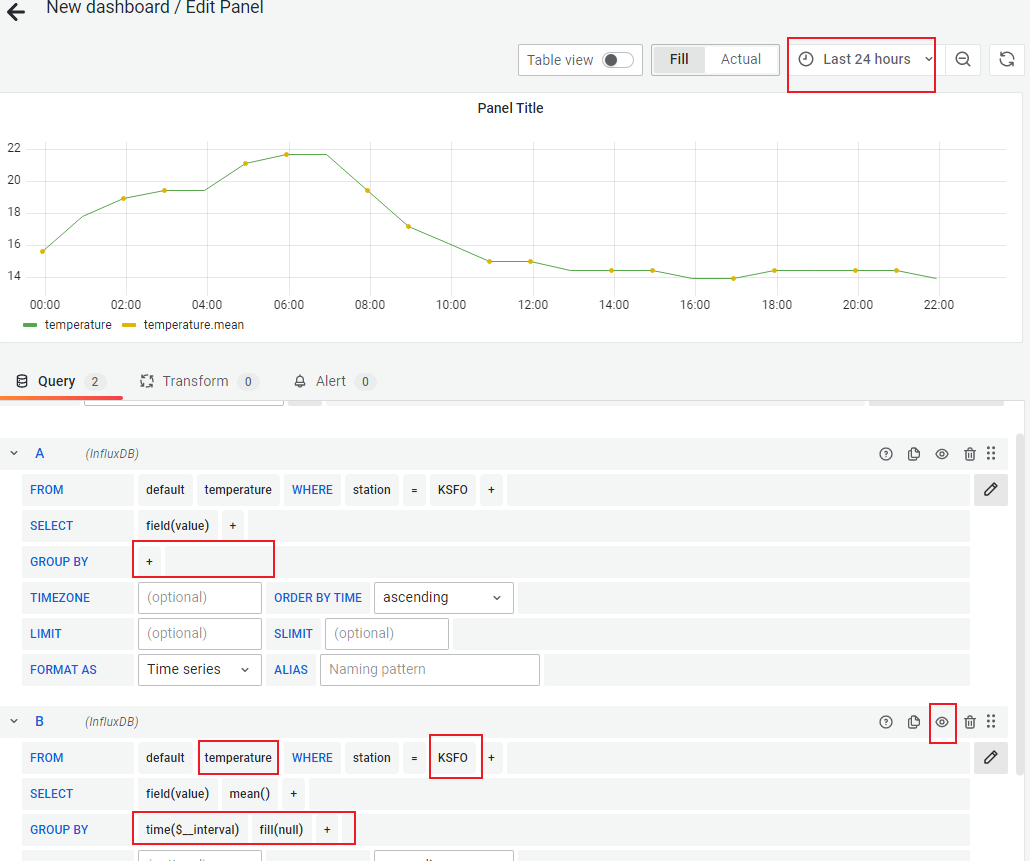 New dashboard / Edit Panel
Table view Fill Actual Last 24 hours
Panel Title
22
20
18
16
14
00:00 02:00 04:00 06:00 08:00 10:00 12:00 14:00 16:00 18:00 20:00 22:00
temperature temperature.mean
Query 2 Transform 0 Alert 0
A (InfluxDB)
FROM default temperature WHERE station = KSFO +
SELECT field(value) +
GROUP BY +
TIMEZONE (optional) ORDER BY TIME ascending
LIMIT (optional) SLIMIT (optional)
FORMAT AS Time series ALIAS Naming pattern
B (InfluxDB)
FROM default temperature WHERE station = KSFO +
SELECT field(value) mean() +
GROUP BY time($__interval) fill(null) +